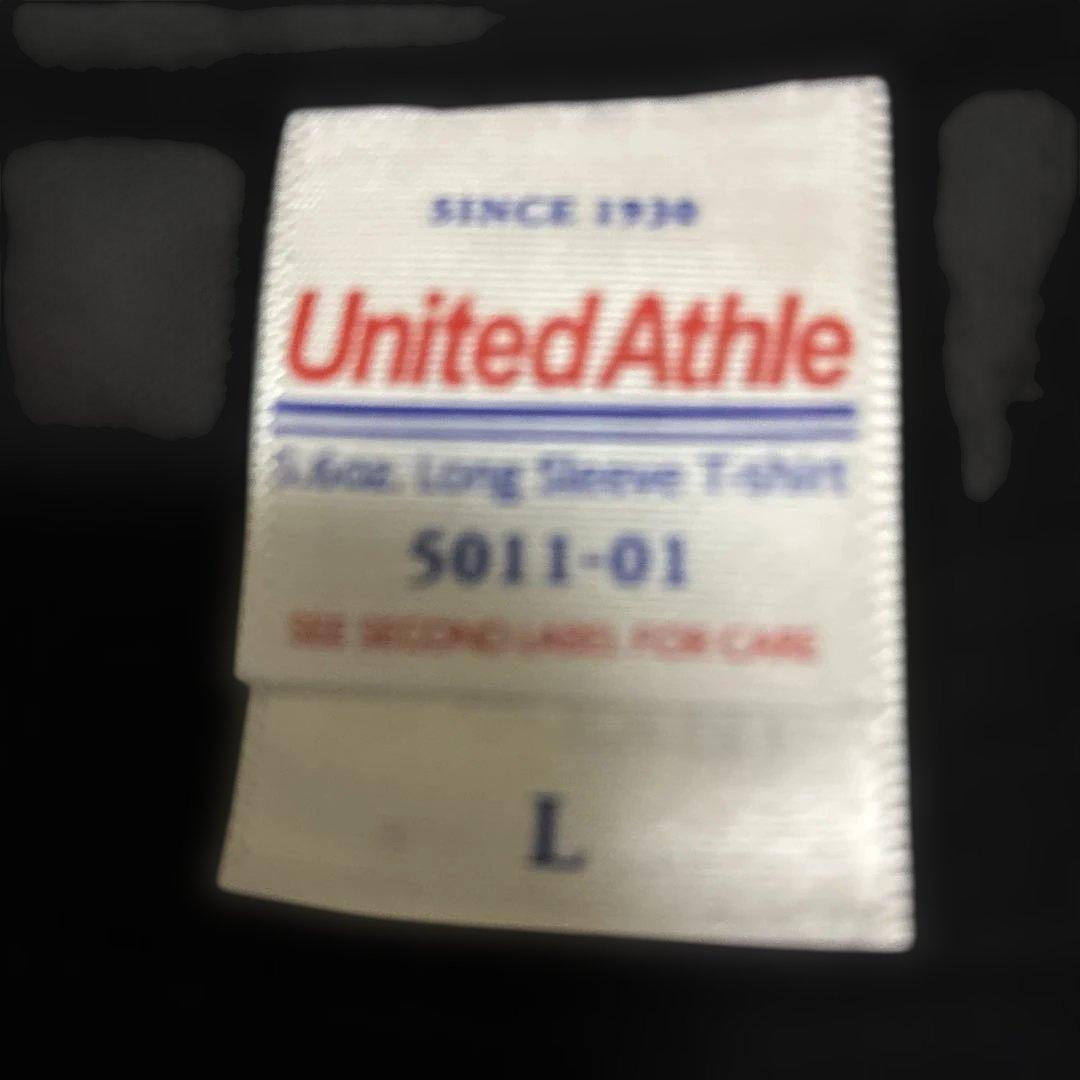 SINCE 1930
United Athle
5.6oz. Long Sleeve T-shirt
5011-01
SEE SECOND LABEL FOR CARE
L